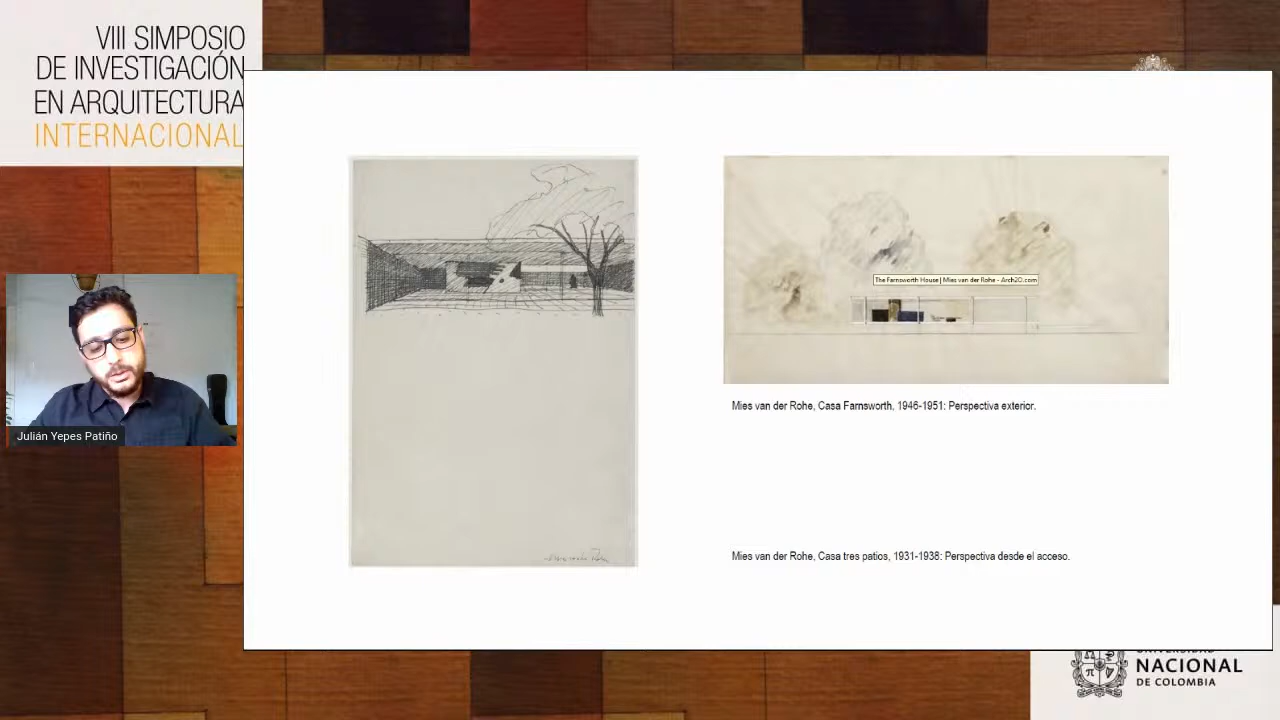 VIII SIMPOSIO
DE INVESTIGACIÓN
EN ARQUITECTURA
INTERNACIONAL
Julián Yepes Patiño
The Farnsworth House | Mies van der Rohe - Arch2O.com
Mies van der Rohe, Casa Farnsworth, 1946-1951: Perspectiva exterior.
Mies van der Rohe, Casa tres patios, 1931-1938: Perspectiva desde el acceso.
UNIVERSIDAD
NACIONAL
DE COLOMBIA